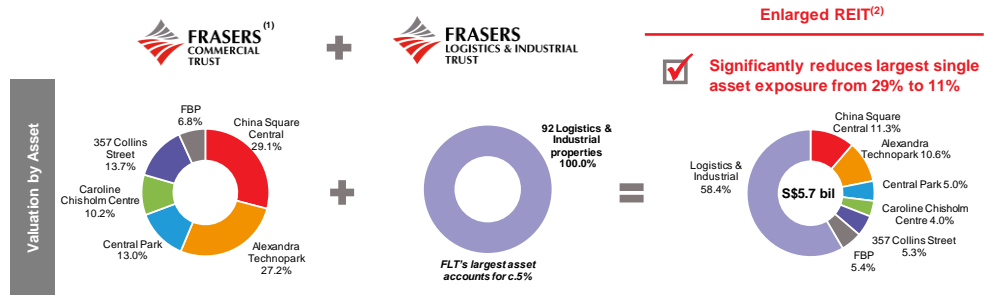 FRASERS
COMMERCIAL
TRUST
(1)
FRASERS
LOGISTICS & INDUSTRIAL
TRUST
Enlarged REIT(2)
Significantly reduces largest single
asset exposure from 29% to 11%
Valuation by Asset
FBP
6.8%
China Square
Central
29.1%
357 Collins
Street
13.7%
Caroline
Chisholm Centre
10.2%
Central Park
13.0%
Alexandra
Technopark
27.2%
+
92 Logistics &
Industrial
properties
100.0%
FLT's largest asset
accounts for c.5%
=
China Square
Central 11.3%
Alexandra
Technopark 10.6%
Logistics &
Industrial
58.4%
S$5.7 bil
Central Park 5.0%
Caroline Chisholm
Centre 4.0%
357 Collins Street
5.3%
FBP
5.4%